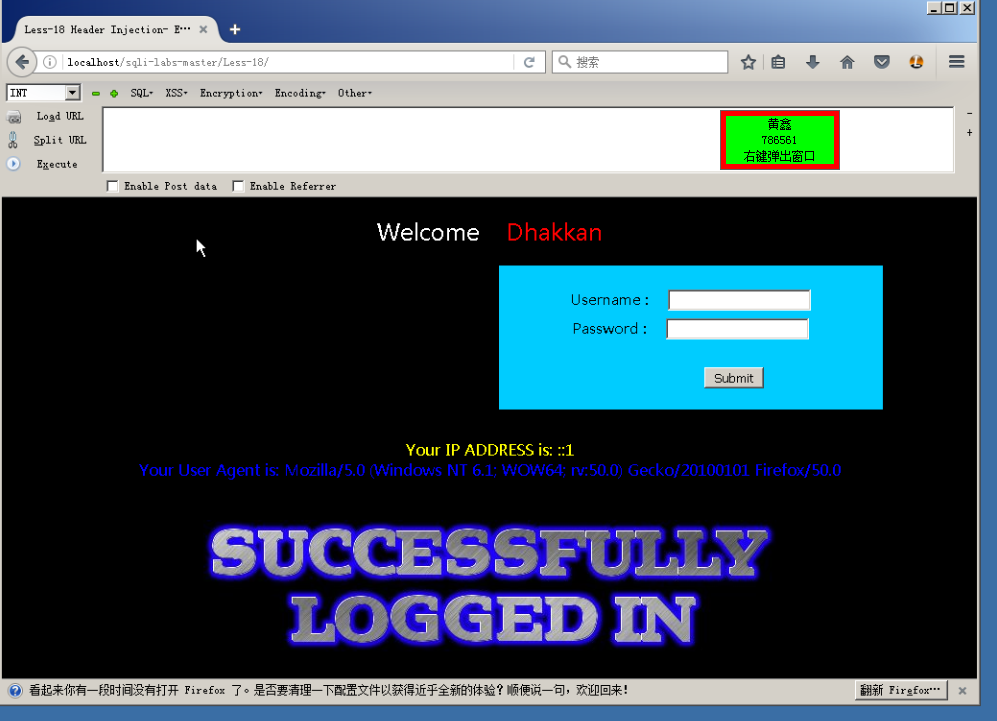 Less-18 Header Injection- E···
localhost/sqli-labs-master/Less-18/
搜索
INT
SQL- XSS- Encryption- Encoding- Other-
Load URL
Split URL
Execute
黄鑫
786561
右键弹出窗口
Enable Post data Enable Referrer
Welcome Dhakkan
Username :
Password :
Submit
Your IP ADDRESS is: ::1
Your User Agent is: Mozilla/5.0 (Windows NT 6.1; WOW64; rv:50.0) Gecko/20100101 Firefox/50.0
SUCCESSFULLY
LOGGED IN
看起来你有一段时间没有打开 Firefox 了。是否要清理一下配置文件以获得近乎全新的体验？顺便说一句，欢迎回来！
翻新 Firefox···